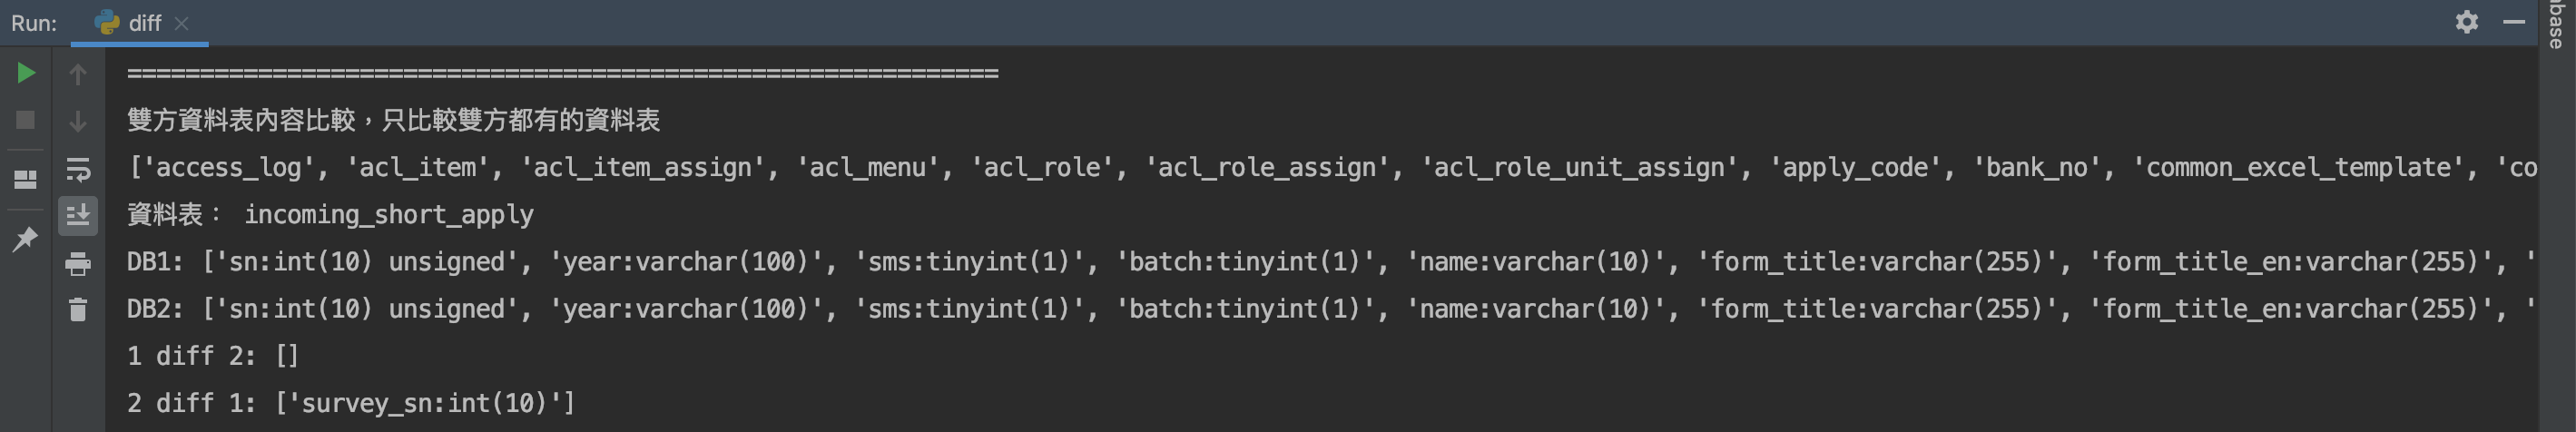 Run: diff
abase
============================================================
雙方資料表內容比較，只比較雙方都有的資料表
['access_log', 'acl_item', 'acl_item_assign', 'acl_menu', 'acl_role', 'acl_role_assign', 'acl_role_unit_assign', 'apply_code', 'bank_no', 'common_excel_template', 'co
資料表： incoming_short_apply
DB1: ['sn:int(10) unsigned', 'year:varchar(100)', 'sms:tinyint(1)', 'batch:tinyint(1)', 'name:varchar(10)', 'form_title:varchar(255)', 'form_title_en:varchar(255)', '
DB2: ['sn:int(10) unsigned', 'year:varchar(100)', 'sms:tinyint(1)', 'batch:tinyint(1)', 'name:varchar(10)', 'form_title:varchar(255)', 'form_title_en:varchar(255)', '
1 diff 2: []
2 diff 1: ['survey_sn:int(10)']